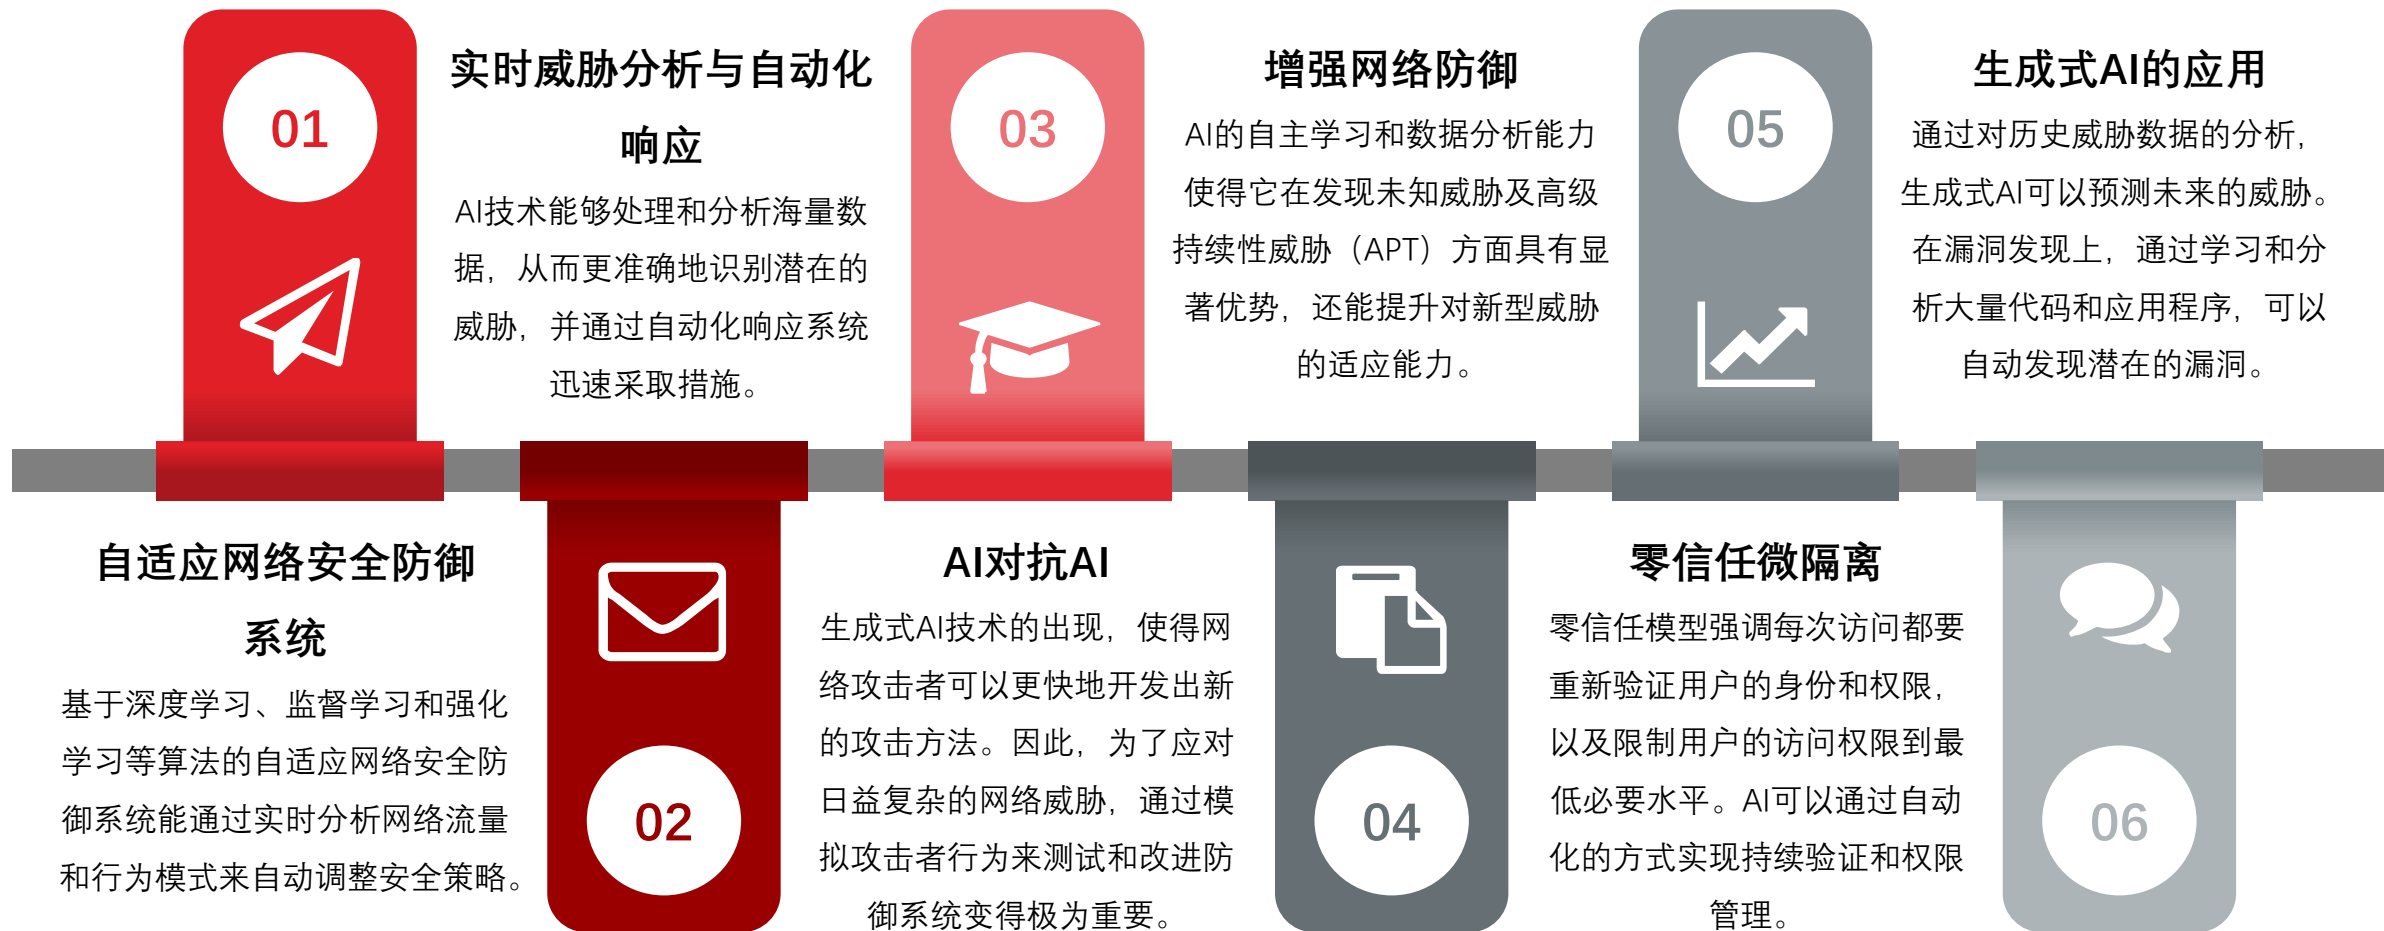 01
实时威胁分析与自动化
响应
AI技术能够处理和分析海量数
据，从而更准确地识别潜在的
威胁，并通过自动化响应系统
迅速采取措施。
03
增强网络防御
AI的自主学习和数据分析能力
使得它在发现未知威胁及高级
持续性威胁（APT）方面具有显
著优势，还能提升对新型威胁
的适应能力。
05
生成式AI的应用
通过对历史威胁数据的分析，
生成式AI可以预测未来的威胁。
在漏洞发现上，通过学习和分
析大量代码和应用程序，可以
自动发现潜在的漏洞。
自适应网络安全防御
系统
基于深度学习、监督学习和强化
学习等算法的自适应网络安全防
御系统能通过实时分析网络流量
和行为模式来自动调整安全策略。
02
AI对抗AI
生成式AI技术的出现，使得网
络攻击者可以更快地开发出新
的攻击方法。因此，为了应对
日益复杂的网络威胁，通过模
拟攻击者行为来测试和改进防
御系统变得极为重要。
04
零信任微隔离
零信任模型强调每次访问都要
重新验证用户的身份和权限，
以及限制用户的访问权限到最
低必要水平。AI可以通过自动
化的方式实现持续验证和权限
管理。
06